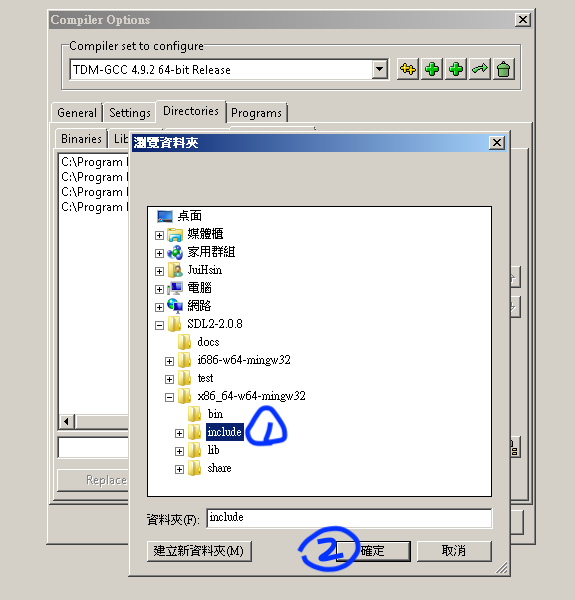 Compiler Options
Compiler set to configure
TDM-GCC 4.9.2 64-bit Release
General Settings Directories Programs
Binaries
瀏覽資料夾
C:\Program
C:\Program
C:\Program
C:\Program
桌面
媒體櫃
家用群組
JuiHsin
電腦
網路
SDL2-2.0.8
docs
i686-w64-mingw32
test
x86_64-w64-mingw32
bin
include 1
lib
share
資料夾(F): include
Replace
建立新資料夾(M) 2 確定 取消